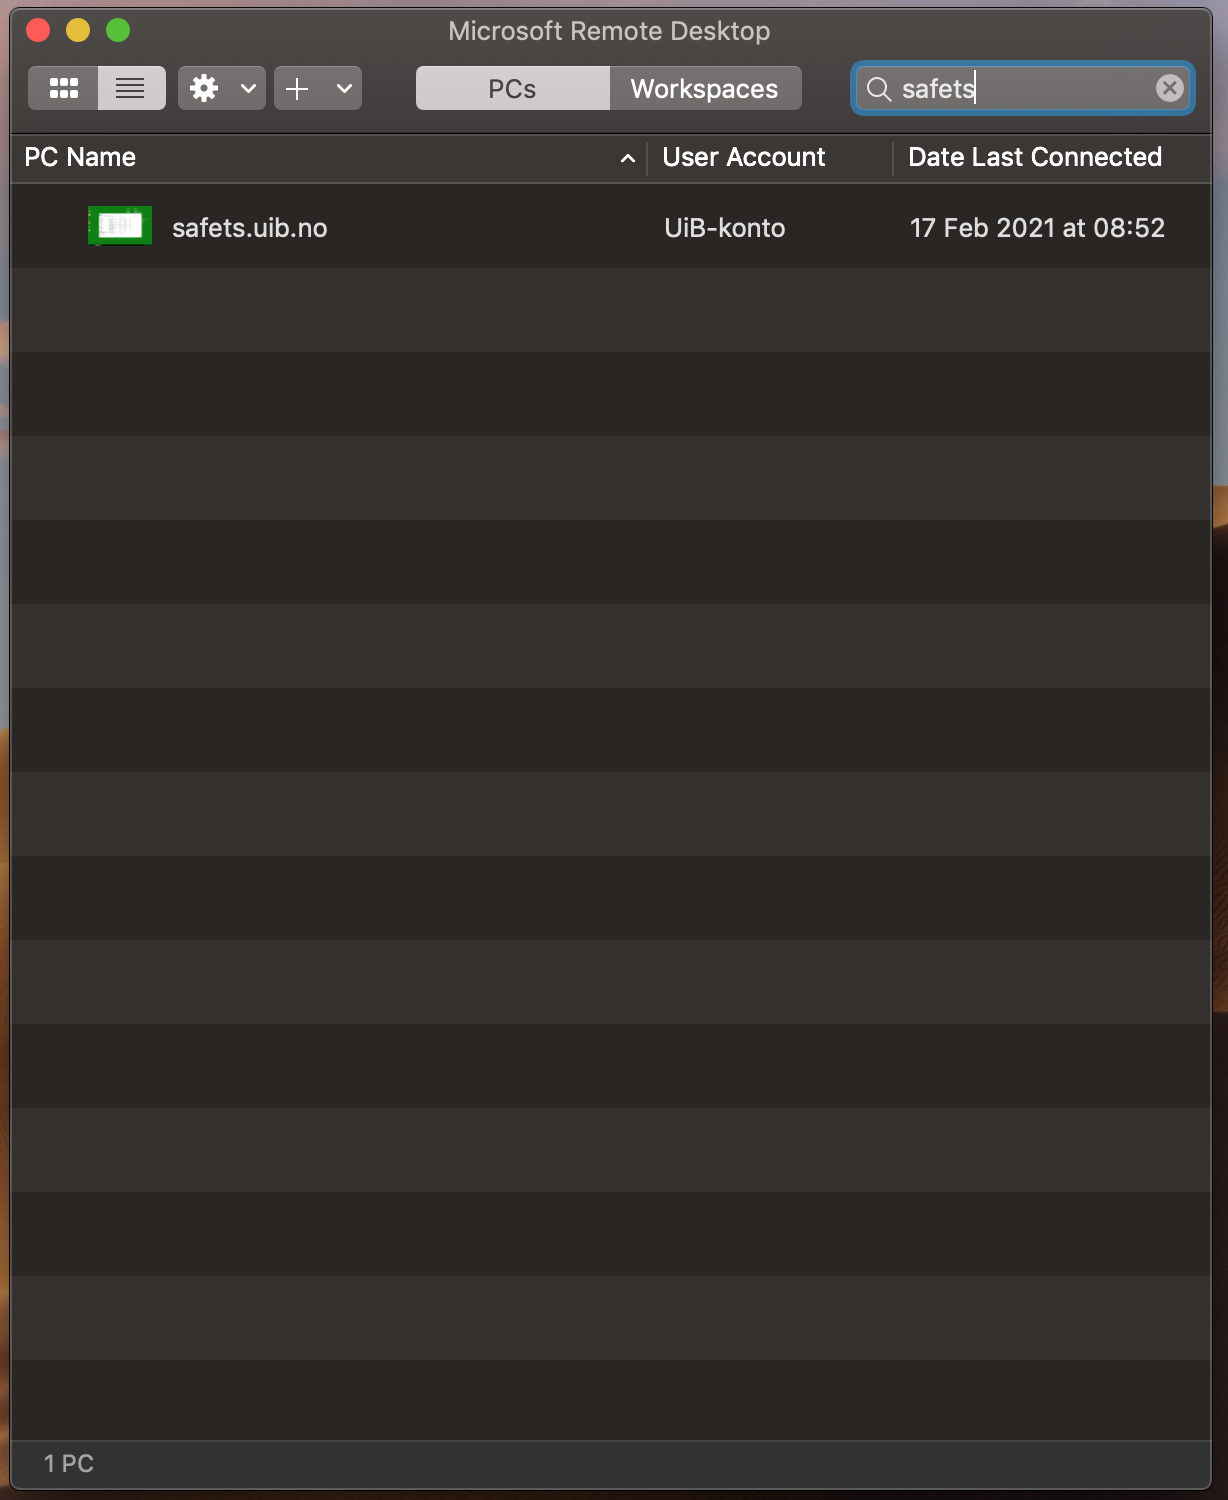 Microsoft Remote Desktop
PCs Workspaces safets
PC Name User Account Date Last Connected
safets.uib.no UiB-konto 17 Feb 2021 at 08:52
1 PC